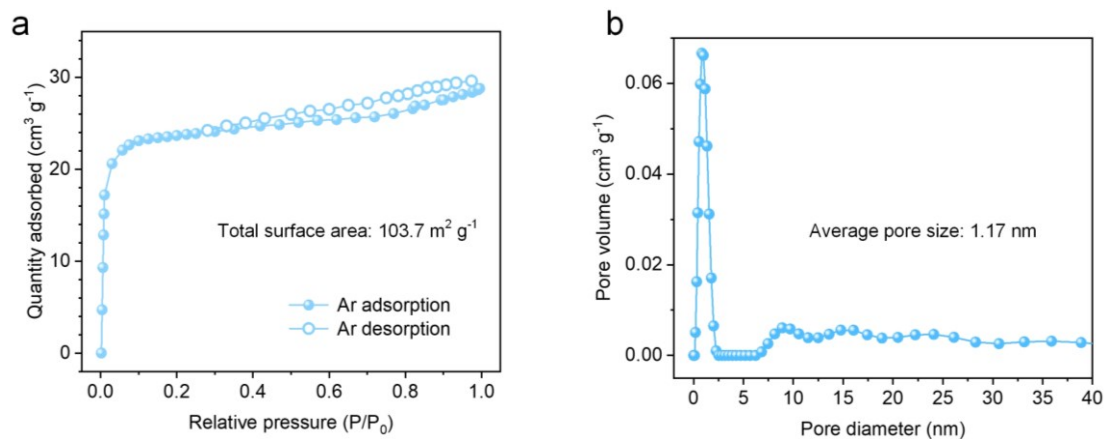 a
Quantity adsorbed (cm³ g⁻¹)
30
20
10
0
Total surface area: 103.7 m² g⁻¹
Ar adsorption
Ar desorption
0.0 0.2 0.4 0.6 0.8 1.0
Relative pressure (P/P₀)
b
Pore volume (cm³ g⁻¹)
0.06
0.04
0.02
0.00
Average pore size: 1.17 nm
0 5 10 15 20 25 30 35 40
Pore diameter (nm)